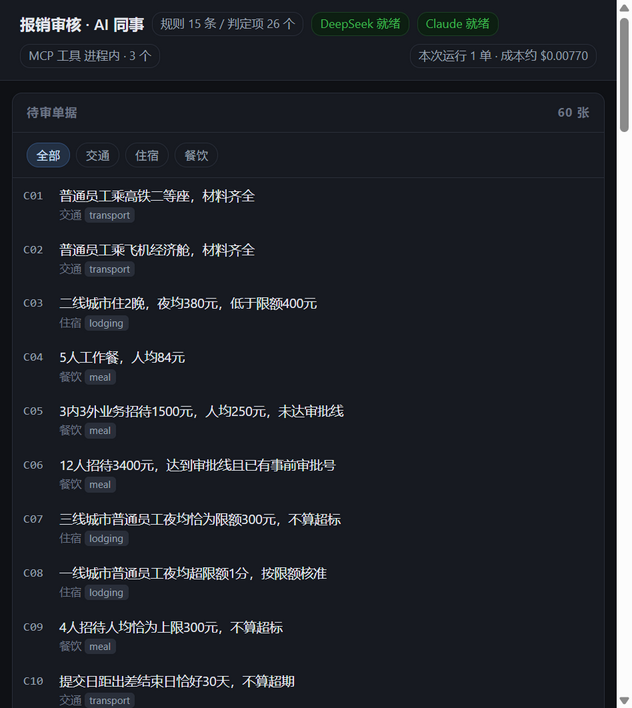 报销审核 · AI 同事 规则 15 条 / 判定项 26 个 DeepSeek 就绪 Claude 就绪
MCP 工具 进程内 · 3 个 本次运行 1 单 · 成本约 $0.00770
待审单据 60 张
全部 交通 住宿 餐饮
C01 普通员工乘高铁二等座，材料齐全
交通 transport
C02 普通员工乘飞机经济舱，材料齐全
交通 transport
C03 二线城市住2晚，夜均380元，低于限额400元
住宿 lodging
C04 5人工作餐，人均84元
餐饮 meal
C05 3内3外业务招待1500元，人均250元，未达审批线
餐饮 meal
C06 12人招待3400元，达到审批线且已有事前审批号
餐饮 meal
C07 三线城市普通员工夜均恰为限额300元，不算超标
住宿 lodging
C08 一线城市普通员工夜均超限额1分，按限额核准
住宿 lodging
C09 4人招待人均恰为上限300元，不算超标
餐饮 meal
C10 提交日距出差结束日恰好30天，不算超期
交通 transport